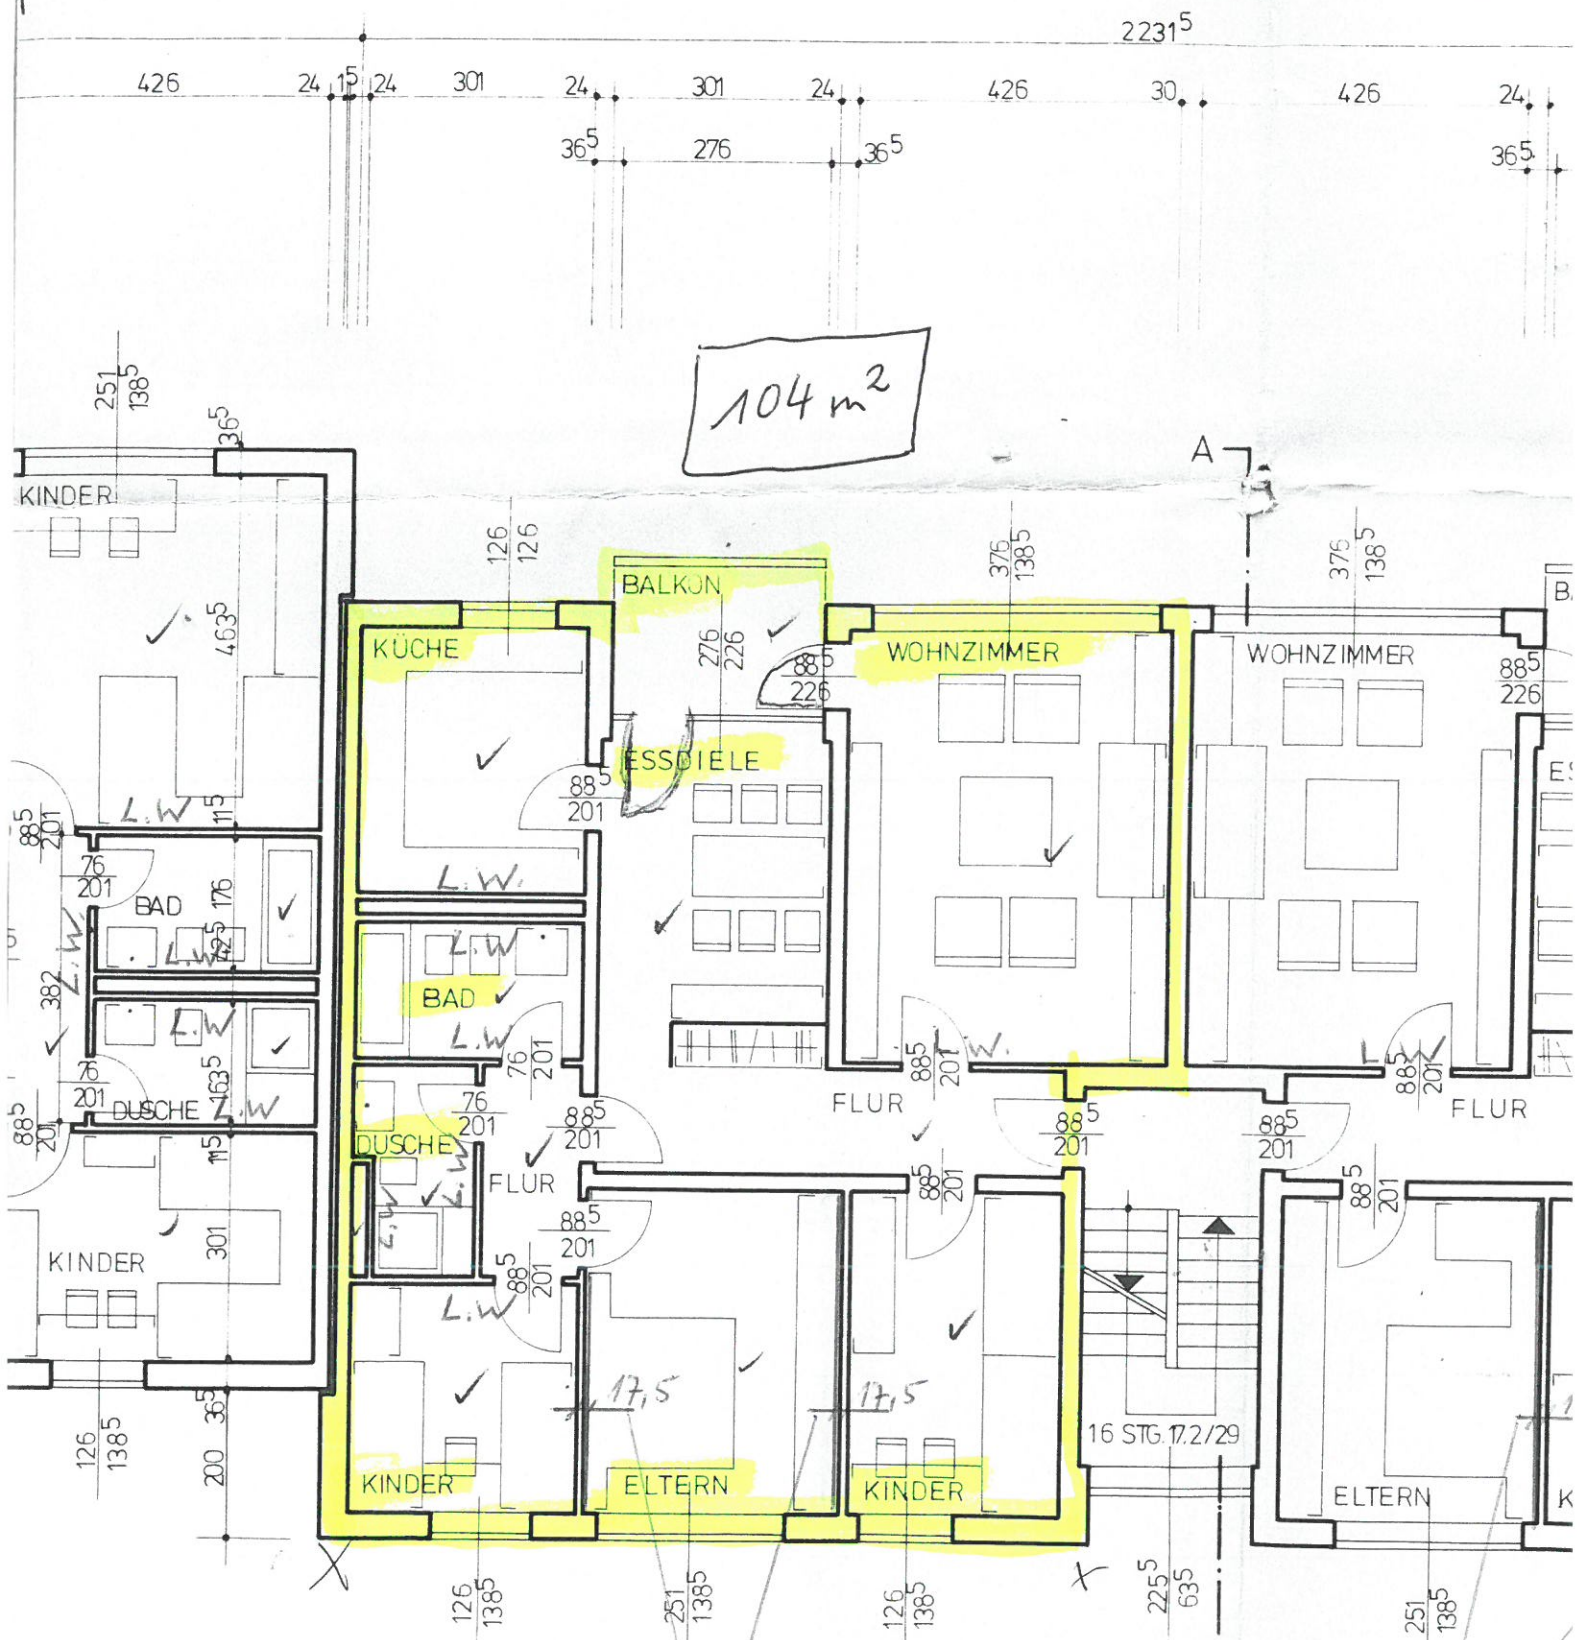 2231⁵
426 24 1⁵ 24 301 24 301 24 426 30 426 24
36⁵ 276 36⁵ 36⁵
104 m²
251
138⁵
36⁵
A
KINDER
126
126
376
138⁵
376
138⁵
BALKON
463⁵
KÜCHE
276
226
88⁵
226
WOHNZIMMER
WOHNZIMMER
88⁵
226
ESSDIELE
88⁵
201
L.W
11⁵
88⁵
201
76
201
BAD
176
L.W.
L.W
42⁵
L.W
382
L.W
BAD
L.W
76
201
L.W
76
201
DUSCHE
163⁵
L.W
88⁵
201
DUSCHE
76
201
88⁵
201
L.W
L.W
FLUR
L.W.
88⁵
201
FLUR
88⁵
201
88⁵
201
L.W
88⁵
201
FLUR
88⁵
201
88⁵
201
11⁵
301
KINDER
88⁵
201
88⁵
201
L.W
17,5
17,5
16 STG. 17.2/29
36⁵
200
126
138⁵
KINDER
ELTERN
KINDER
ELTERN
X
X
126
138⁵
251
138⁵
126
138⁵
225⁵
63⁵
251
138⁵